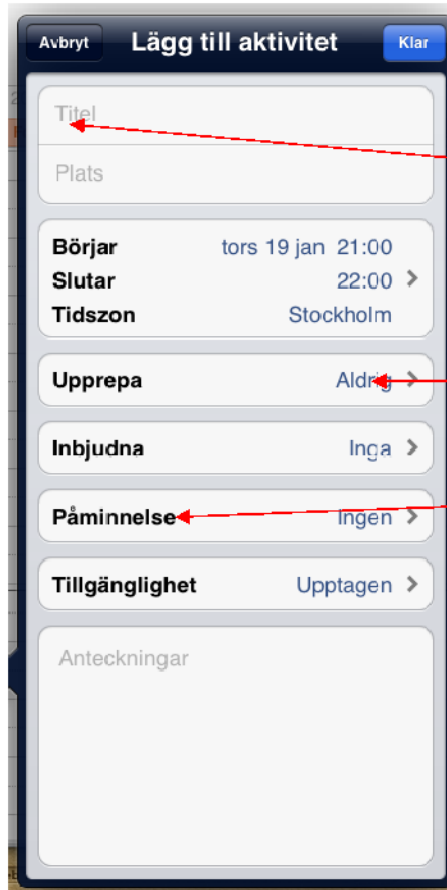 Avbryt Lägg till aktivitet Klar
Titel
Plats
Börjar tors 19 jan 21:00
Slutar 22:00
Tidszon Stockholm
Upprepa Aldrig
Inbjudna Inga
Påminnelse Ingen
Tillgänglighet Upptagen
Anteckningar